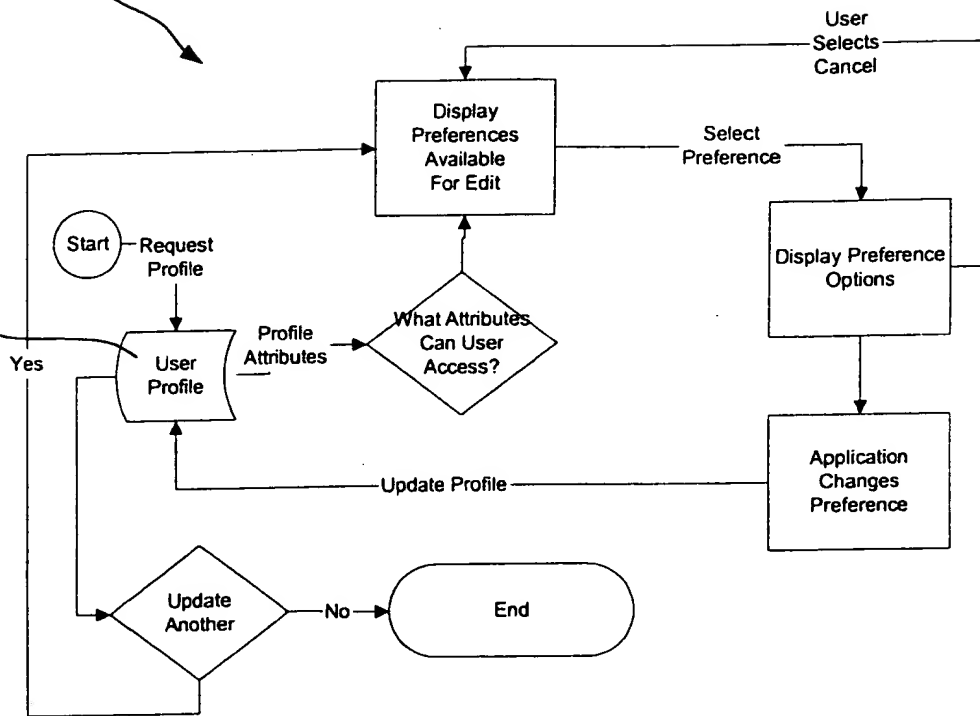 User
Selects
Cancel
Display
Preferences
Available
For Edit
Select
Preference
Start
Request
Profile
Display Preference
Options
What Attributes
Can User
Access?
Profile
Attributes
User
Profile
Yes
Application
Changes
Preference
Update Profile
Update
Another
No
End